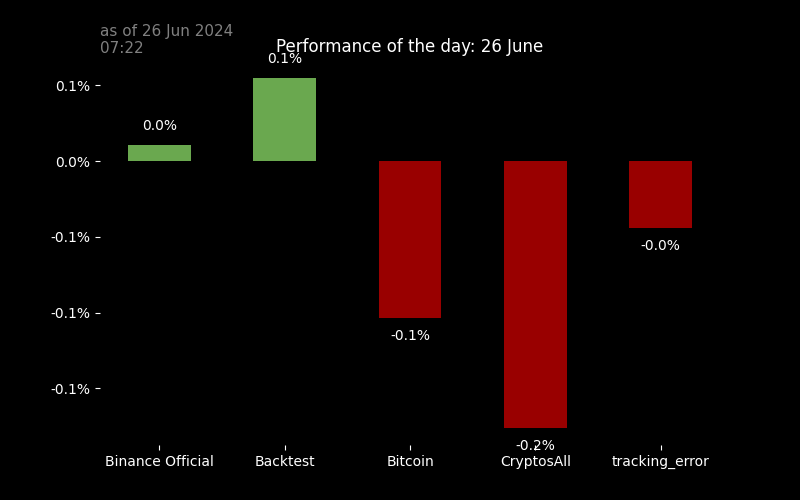 as of 26 Jun 2024
07:22
Performance of the day: 26 June
0.1%
0.1%
0.0%
0.0%
-0.1%
-0.0%
-0.1%
-0.1%
-0.1%
-0.2%
Binance Official
Backtest
Bitcoin
CryptosAll
tracking_error